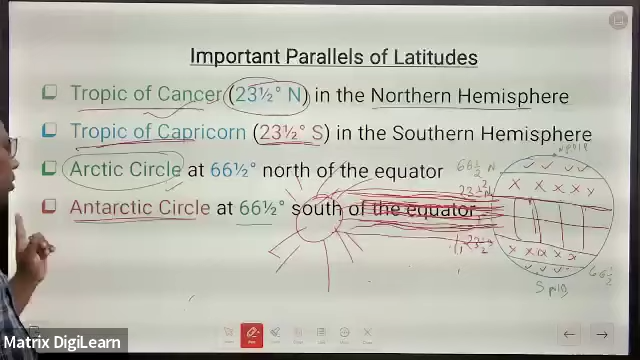 Important Parallels of Latitudes
❑ Tropic of Cancer (23½° N) in the Northern Hemisphere
❑ Tropic of Capricorn (23½° S) in the Southern Hemisphere
❑ Arctic Circle at 66½° north of the equator
❑ Antarctic Circle at 66½° south of the equator
66½ N
23½
23½
66½
Matrix DigiLearn